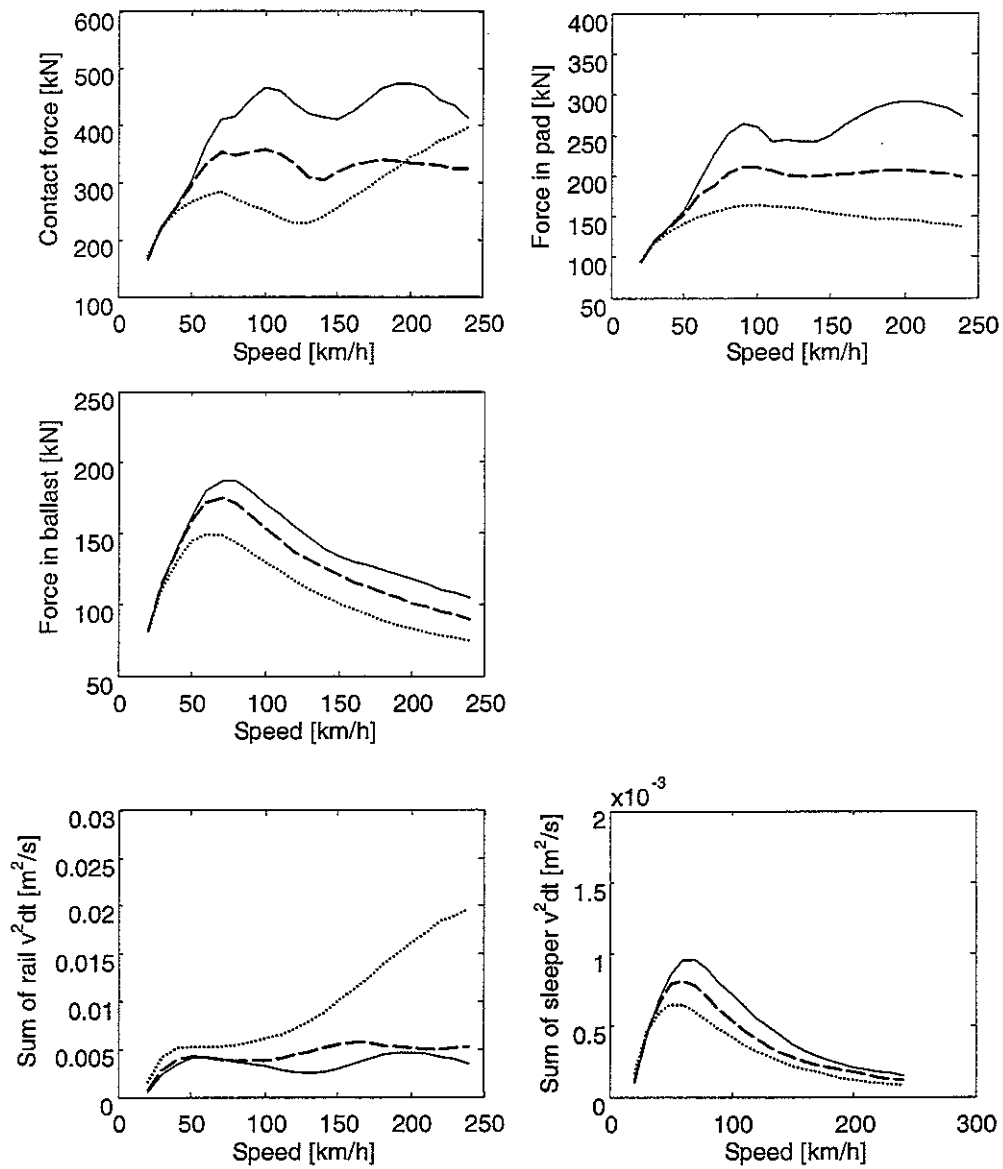 600
500
400
300
200
100
Contact force [kN]
0 50 100 150 200 250
Speed [km/h]
400
350
300
250
200
150
100
50
Force in pad [kN]
0 50 100 150 200 250
Speed [km/h]
250
200
150
100
50
Force in ballast [kN]
0 50 100 150 200 250
Speed [km/h]
0.03
0.025
0.02
0.015
0.01
0.005
0
Sum of rail v²dt [m²/s]
0 50 100 150 200 250
Speed [km/h]
x10⁻³
2
1.5
1
0.5
0
Sum of sleeper v²dt [m²/s]
0 100 200 300
Speed [km/h]